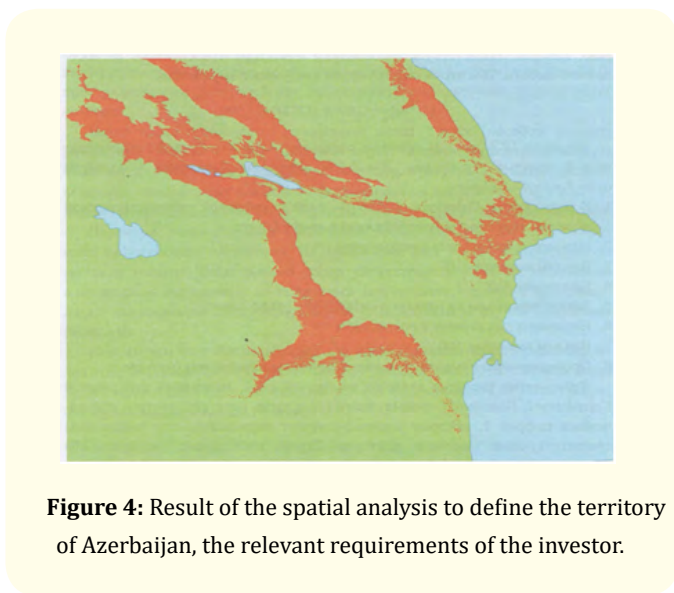 Figure 4: Result of the spatial analysis to define the territory
of Azerbaijan, the relevant requirements of the investor.